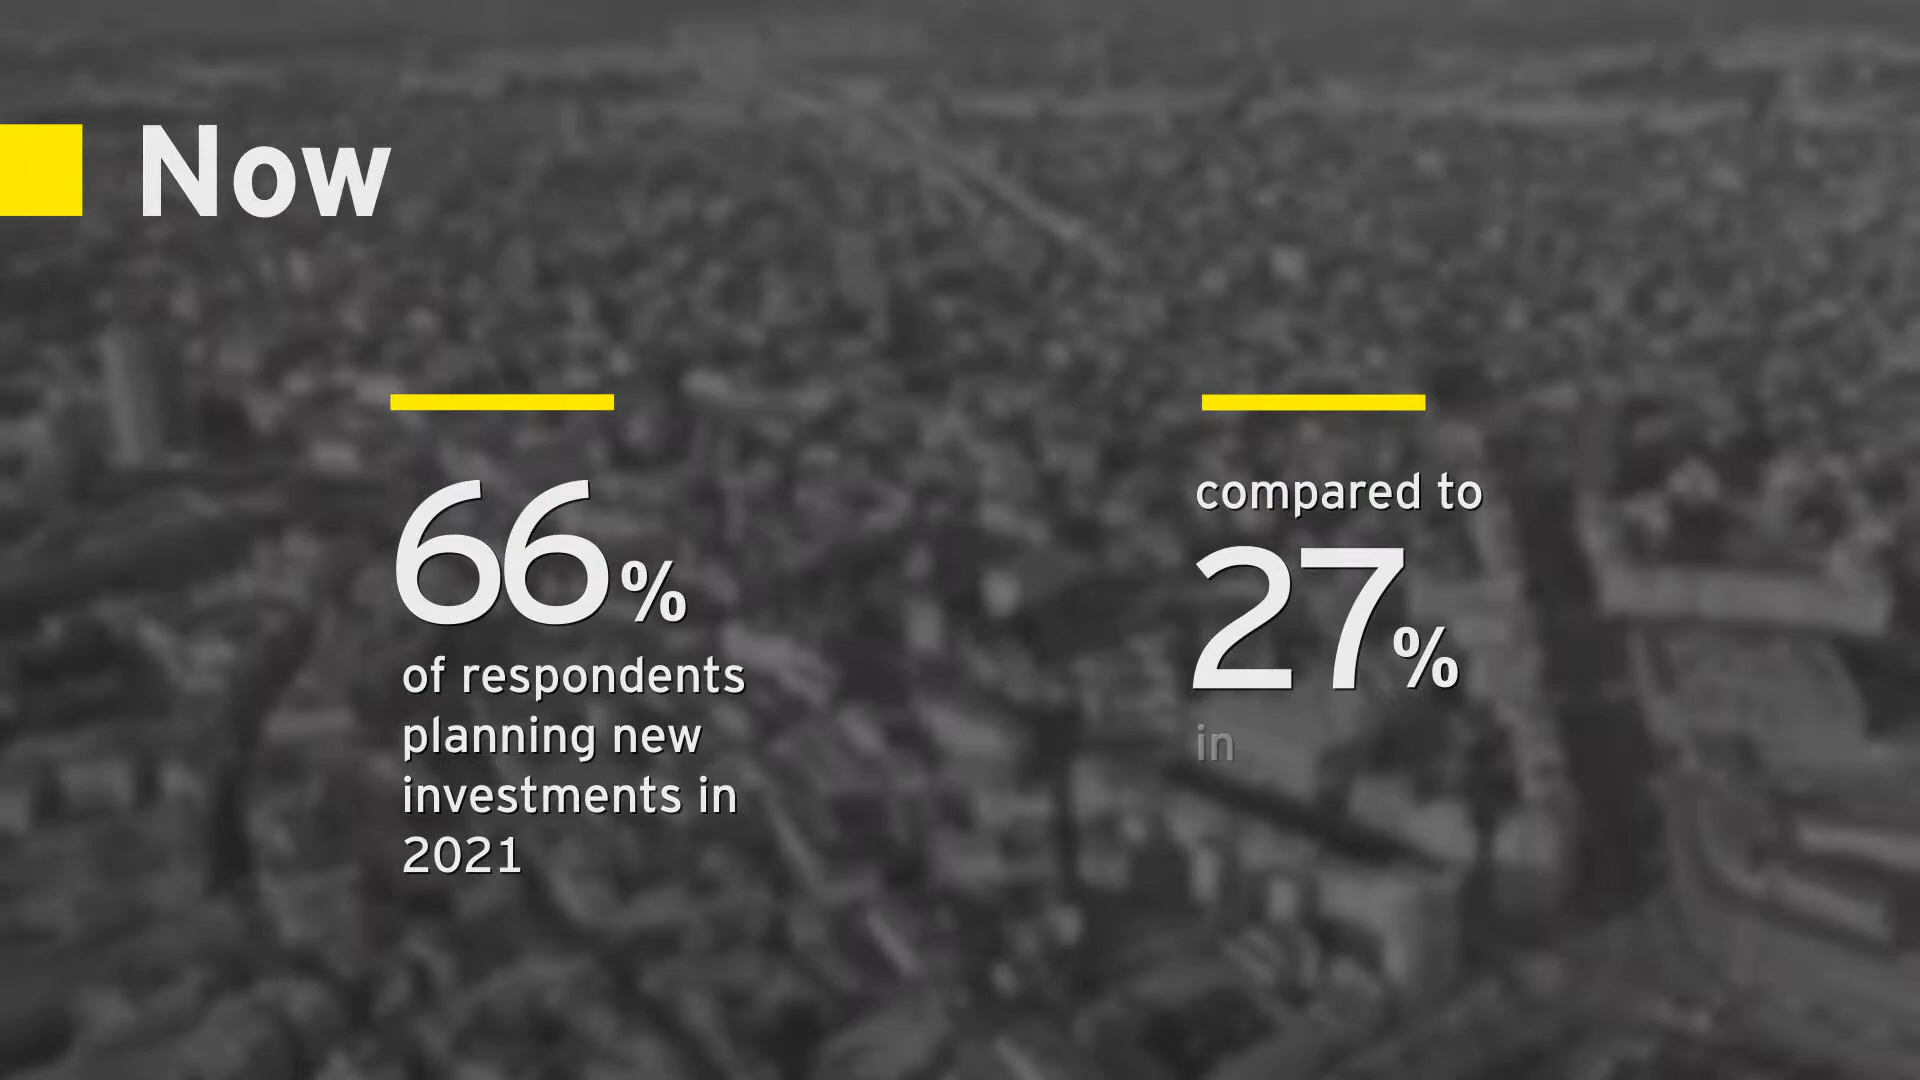 Now
66%
of respondents
planning new
investments in
2021
compared to
27%
in